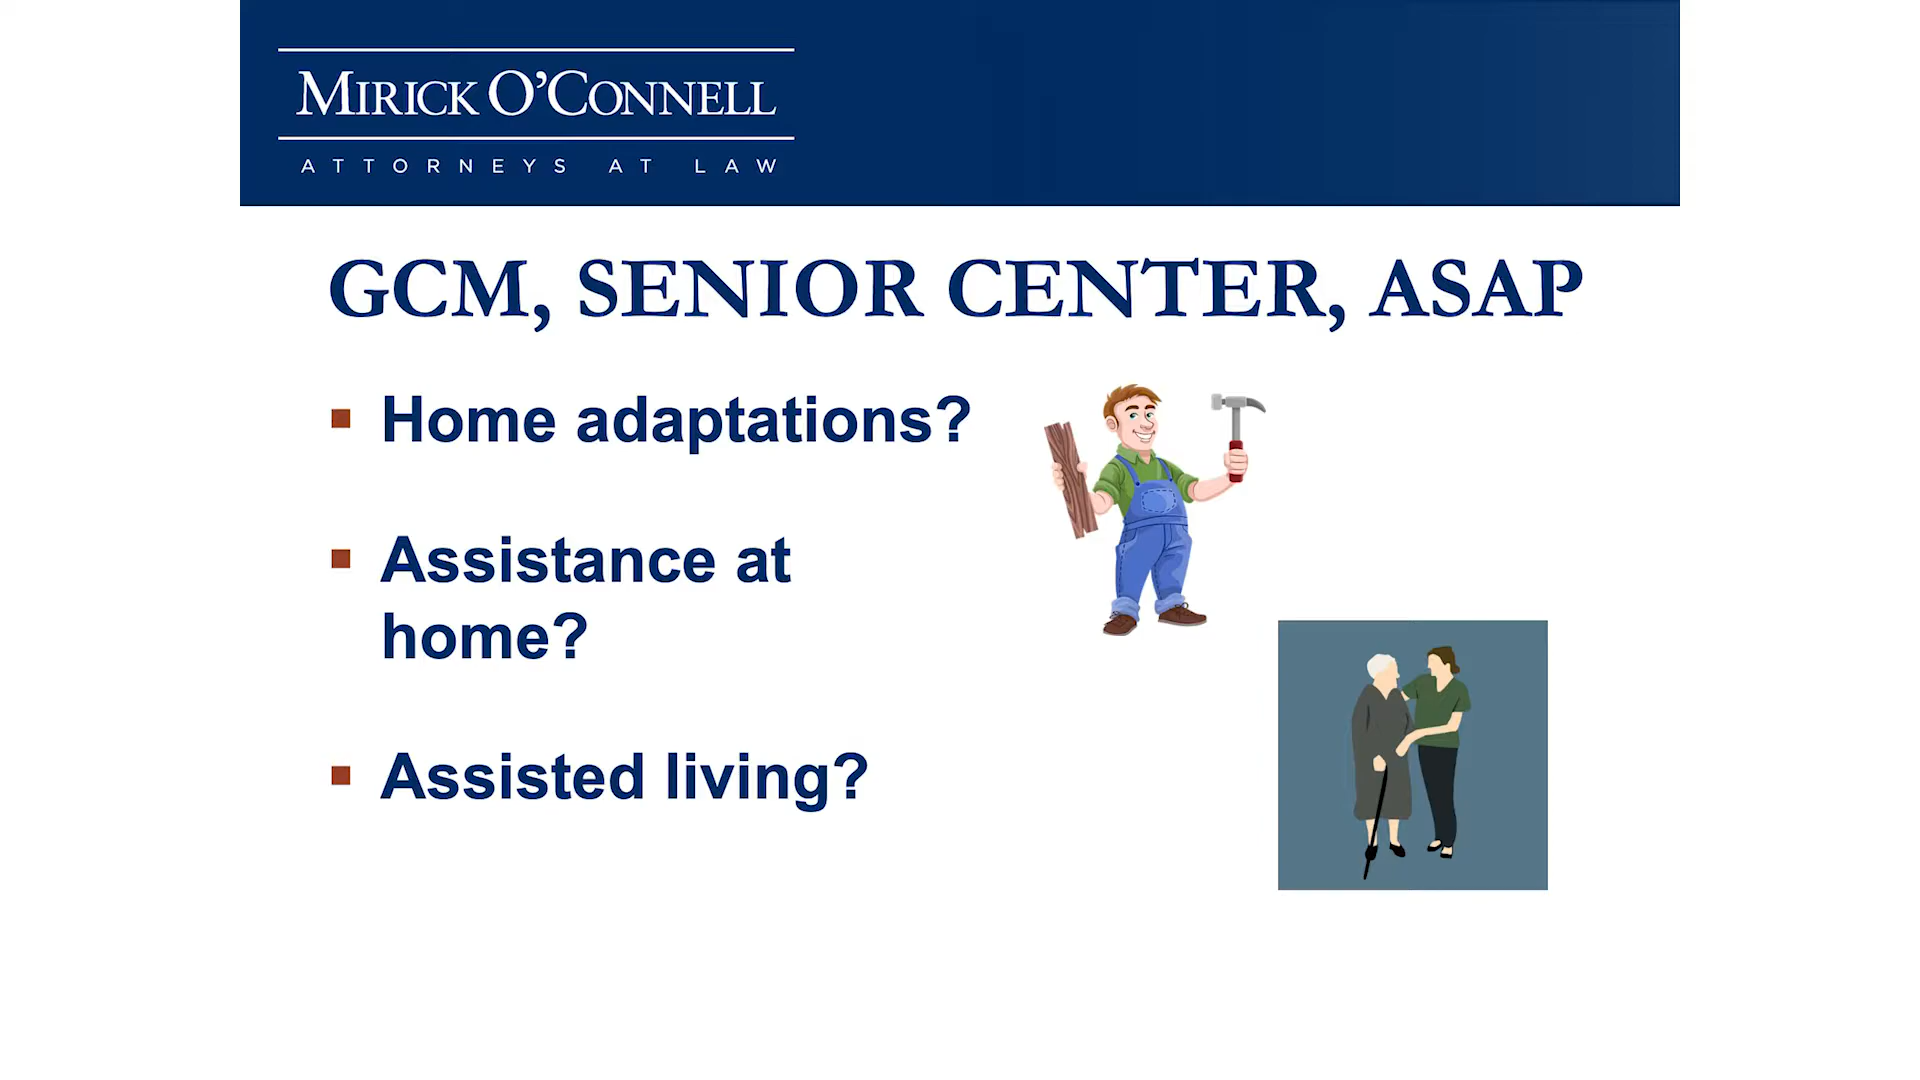 MIRICK O'CONNELL
ATTORNEYS AT LAW
GCM, SENIOR CENTER, ASAP
▪ Home adaptations?
▪ Assistance at
home?
▪ Assisted living?